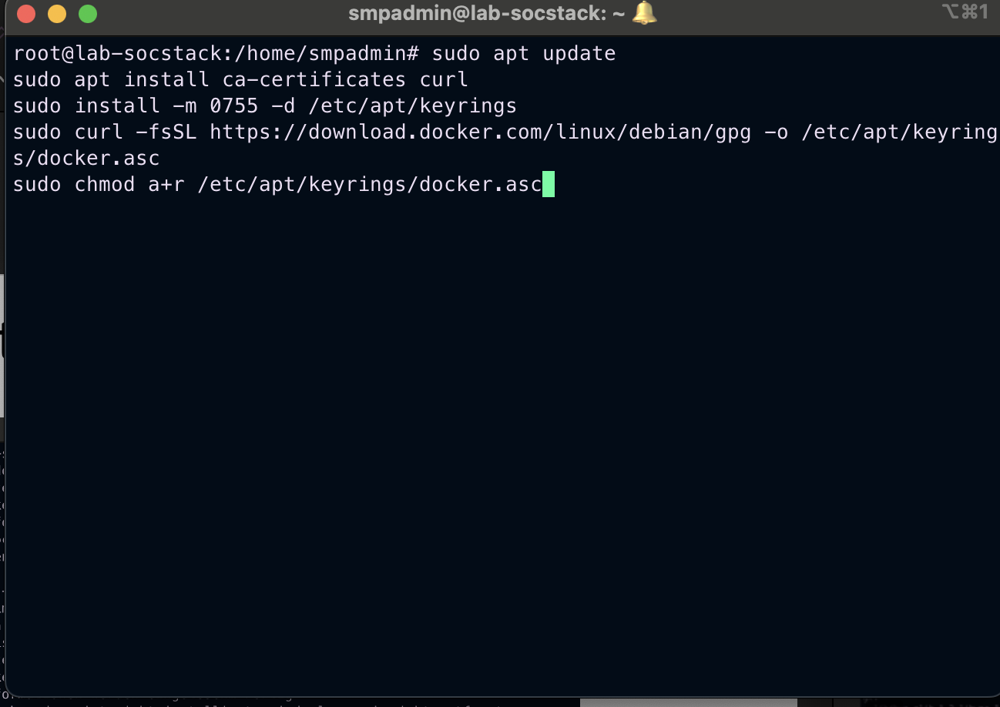 smpadmin@lab-socstack: ~ 🔔
⌥⌘1
root@lab-socstack:/home/smpadmin# sudo apt update
sudo apt install ca-certificates curl
sudo install -m 0755 -d /etc/apt/keyrings
sudo curl -fsSL https://download.docker.com/linux/debian/gpg -o /etc/apt/keyring
s/docker.asc
sudo chmod a+r /etc/apt/keyrings/docker.asc